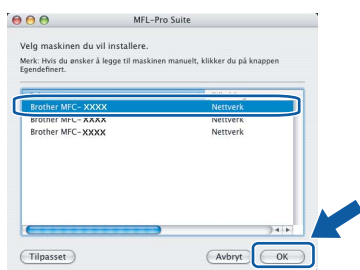 MFL-Pro Suite
Velg maskinen du vil installere.
Merk: Hvis du ønsker å legge til maskinen manuelt, klikker du på knappen
Egendefinert.
Brother MFC- XXXX Nettverk
Brother MFC- XXXX Nettverk
Brother MFC- XXXX Nettverk
Tilpasset Avbryt OK